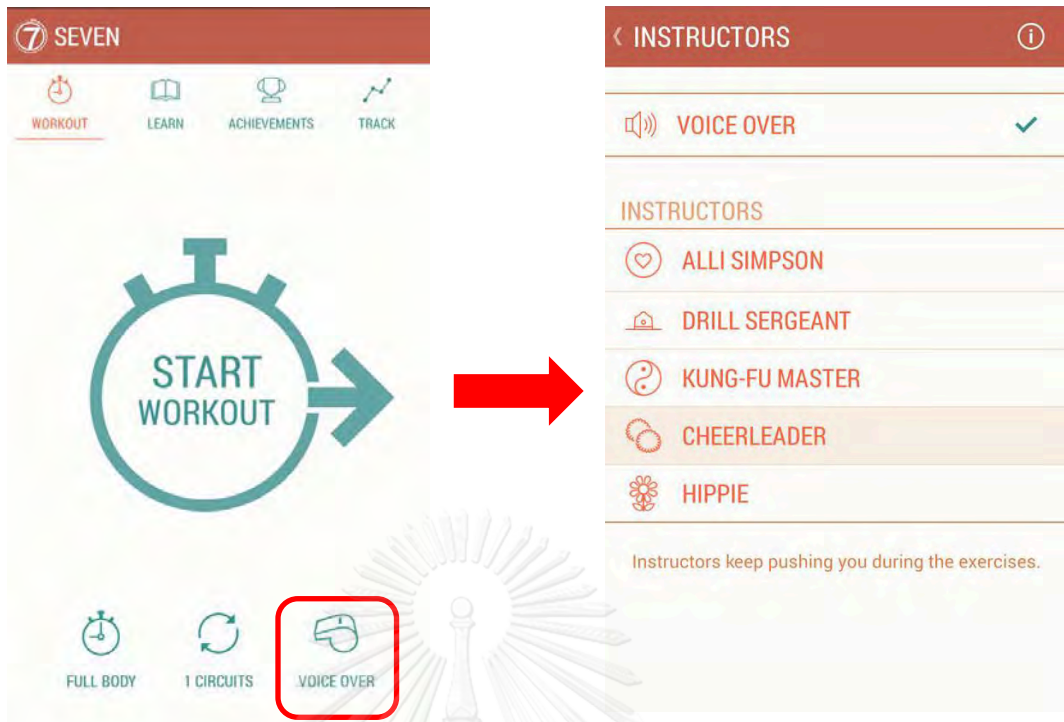 7 SEVEN
WORKOUT LEARN ACHIEVEMENTS TRACK
START
WORKOUT
FULL BODY 1 CIRCUITS VOICE OVER
INSTRUCTORS i
VOICE OVER
INSTRUCTORS
ALLI SIMPSON
DRILL SERGEANT
KUNG-FU MASTER
CHEERLEADER
HIPPIE
Instructors keep pushing you during the exercises.